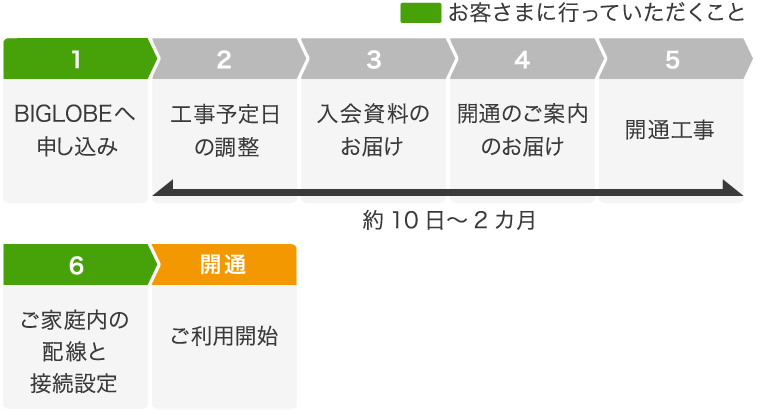 お客さまに行っていただくこと
1
2
3
4
5
BIGLOBEへ
申し込み
工事予定日
の調整
入会資料の
お届け
開通のご案内
のお届け
開通工事
約10日～2カ月
6
開通
ご家庭内の
配線と
接続設定
ご利用開始